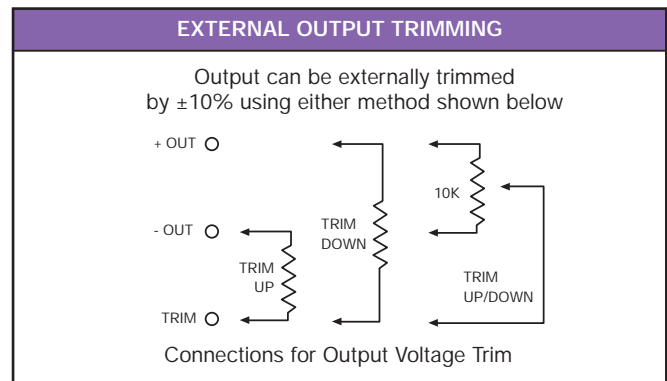 EXTERNAL OUTPUT TRIMMING
Output can be externally trimmed
by ±10% using either method shown below
+ OUT
10K
- OUT
TRIM
DOWN
TRIM
UP
TRIM
UP/DOWN
TRIM
Connections for Output Voltage Trim